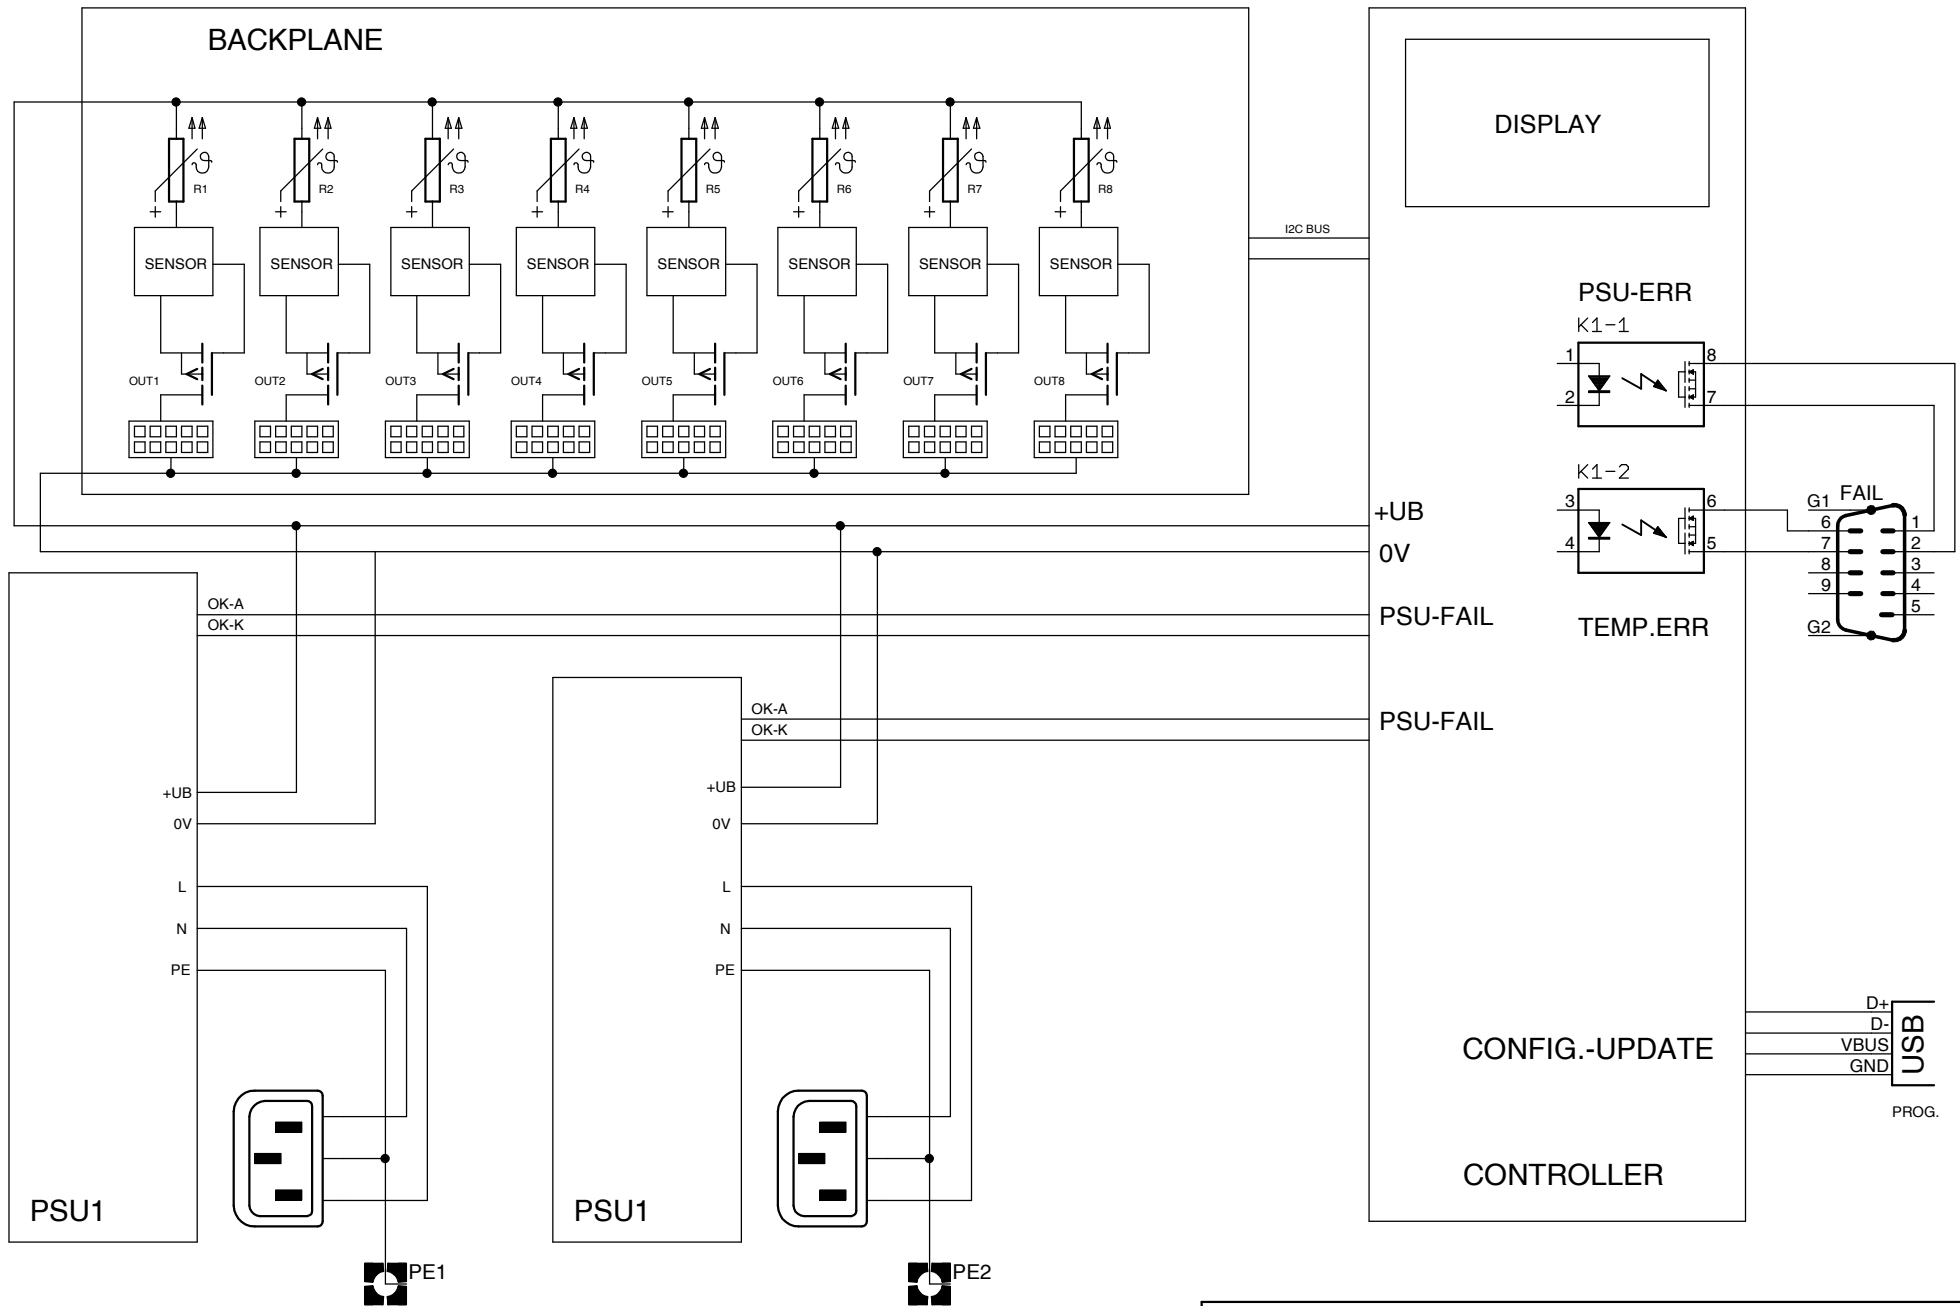 BACKPLANE
DISPLAY
R1 R2 R3 R4 R5 R6 R7 R8
+ + + + + + + +
SENSOR SENSOR SENSOR SENSOR SENSOR SENSOR SENSOR SENSOR
I2C BUS
OUT1 OUT2 OUT3 OUT4 OUT5 OUT6 OUT7 OUT8
PSU-ERR
K1-1
1 8
2 7
K1-2
3 6
4 5
TEMP.ERR
G1 FAIL
6 1
7 2
8 3
9 4
5
G2
+UB
0V
OK-A
OK-K
PSU-FAIL
OK-A
OK-K
PSU-FAIL
+UB
0V
L
N
PE
PSU1
PE1
+UB
0V
L
N
PE
PSU1
PE2
CONFIG.-UPDATE
CONTROLLER
D+
D-
VBUS
GND
USB
PROG.